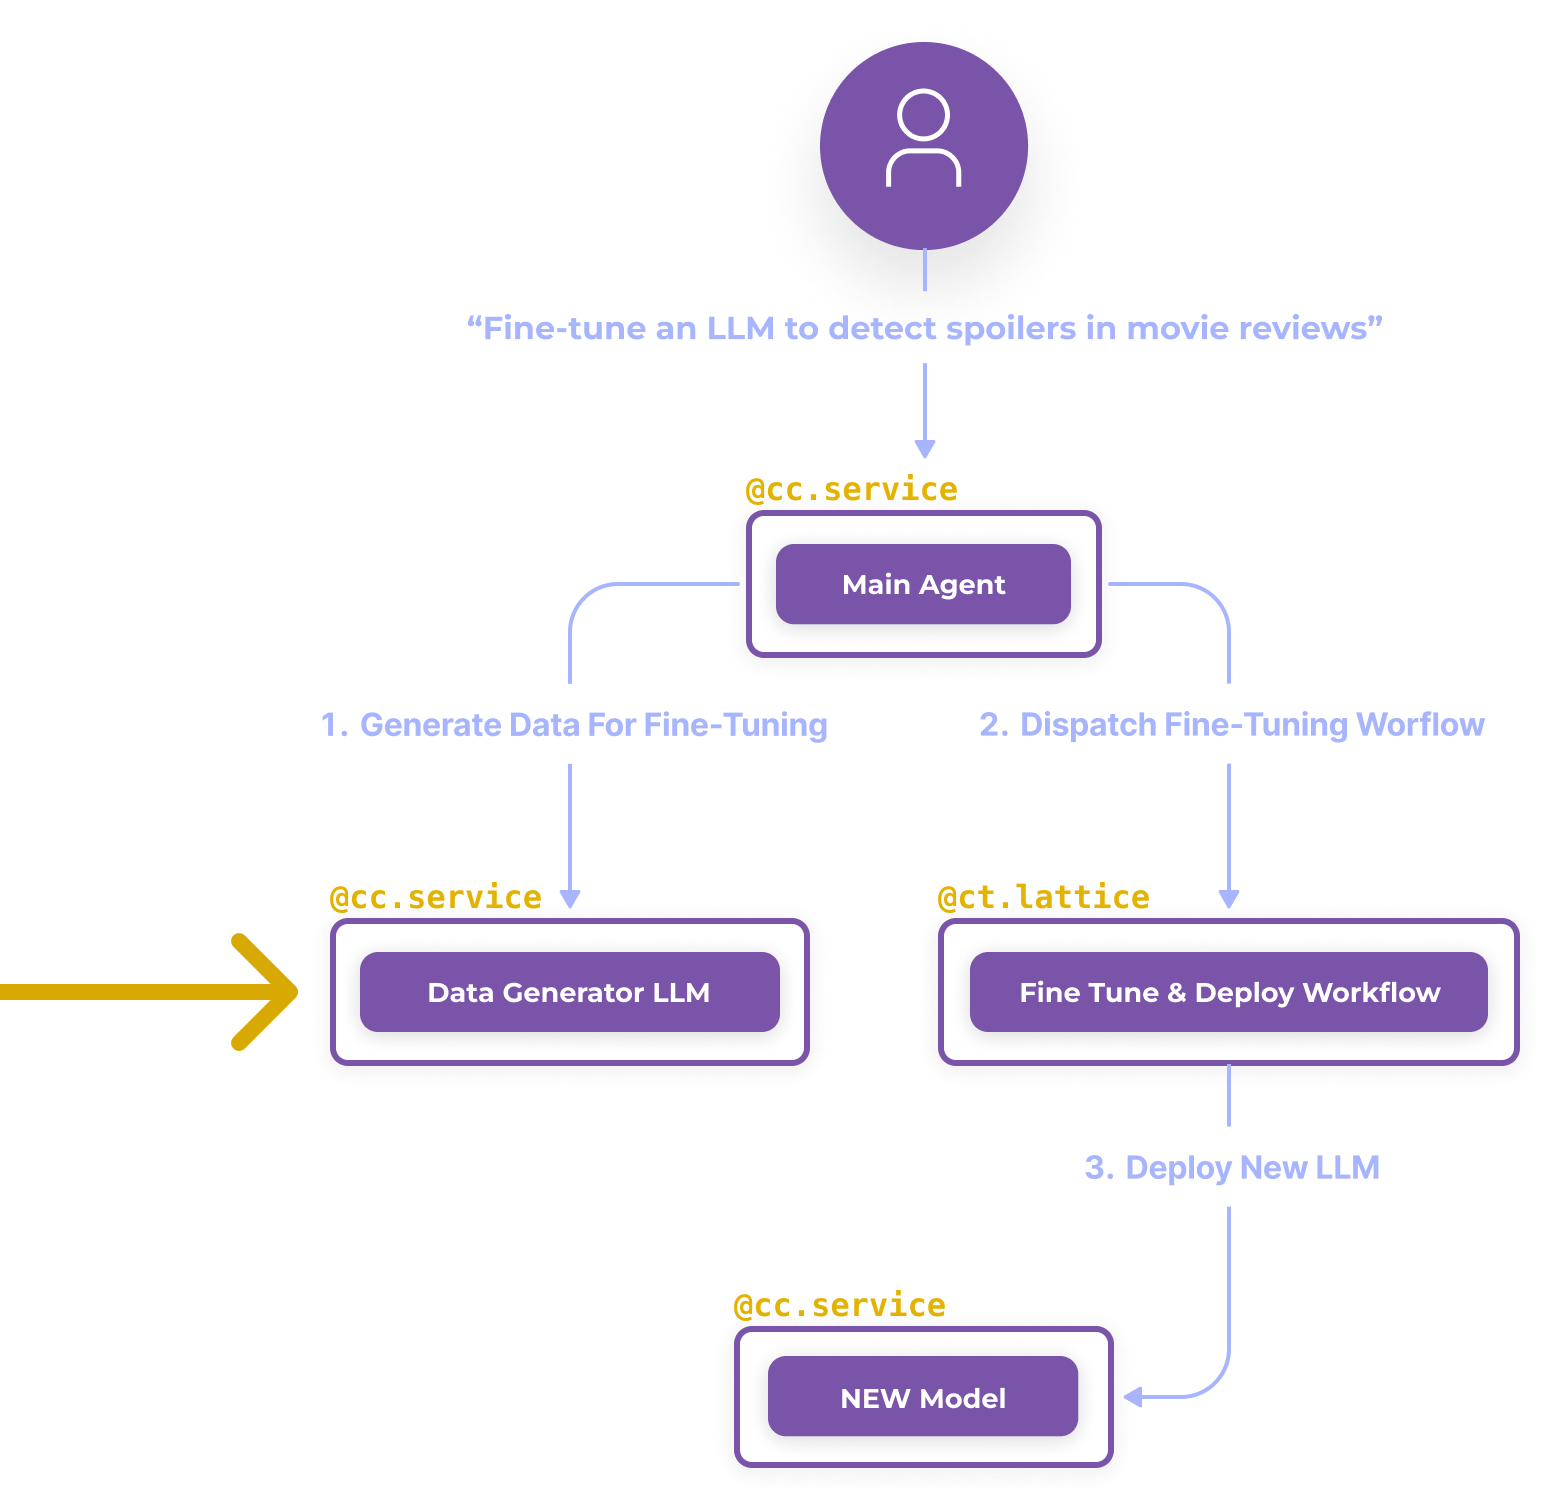 “Fine-tune an LLM to detect spoilers in movie reviews”
@cc.service
Main Agent
1. Generate Data For Fine-Tuning
2. Dispatch Fine-Tuning Worflow
@cc.service
@ct.lattice
Data Generator LLM
Fine Tune & Deploy Workflow
3. Deploy New LLM
@cc.service
NEW Model